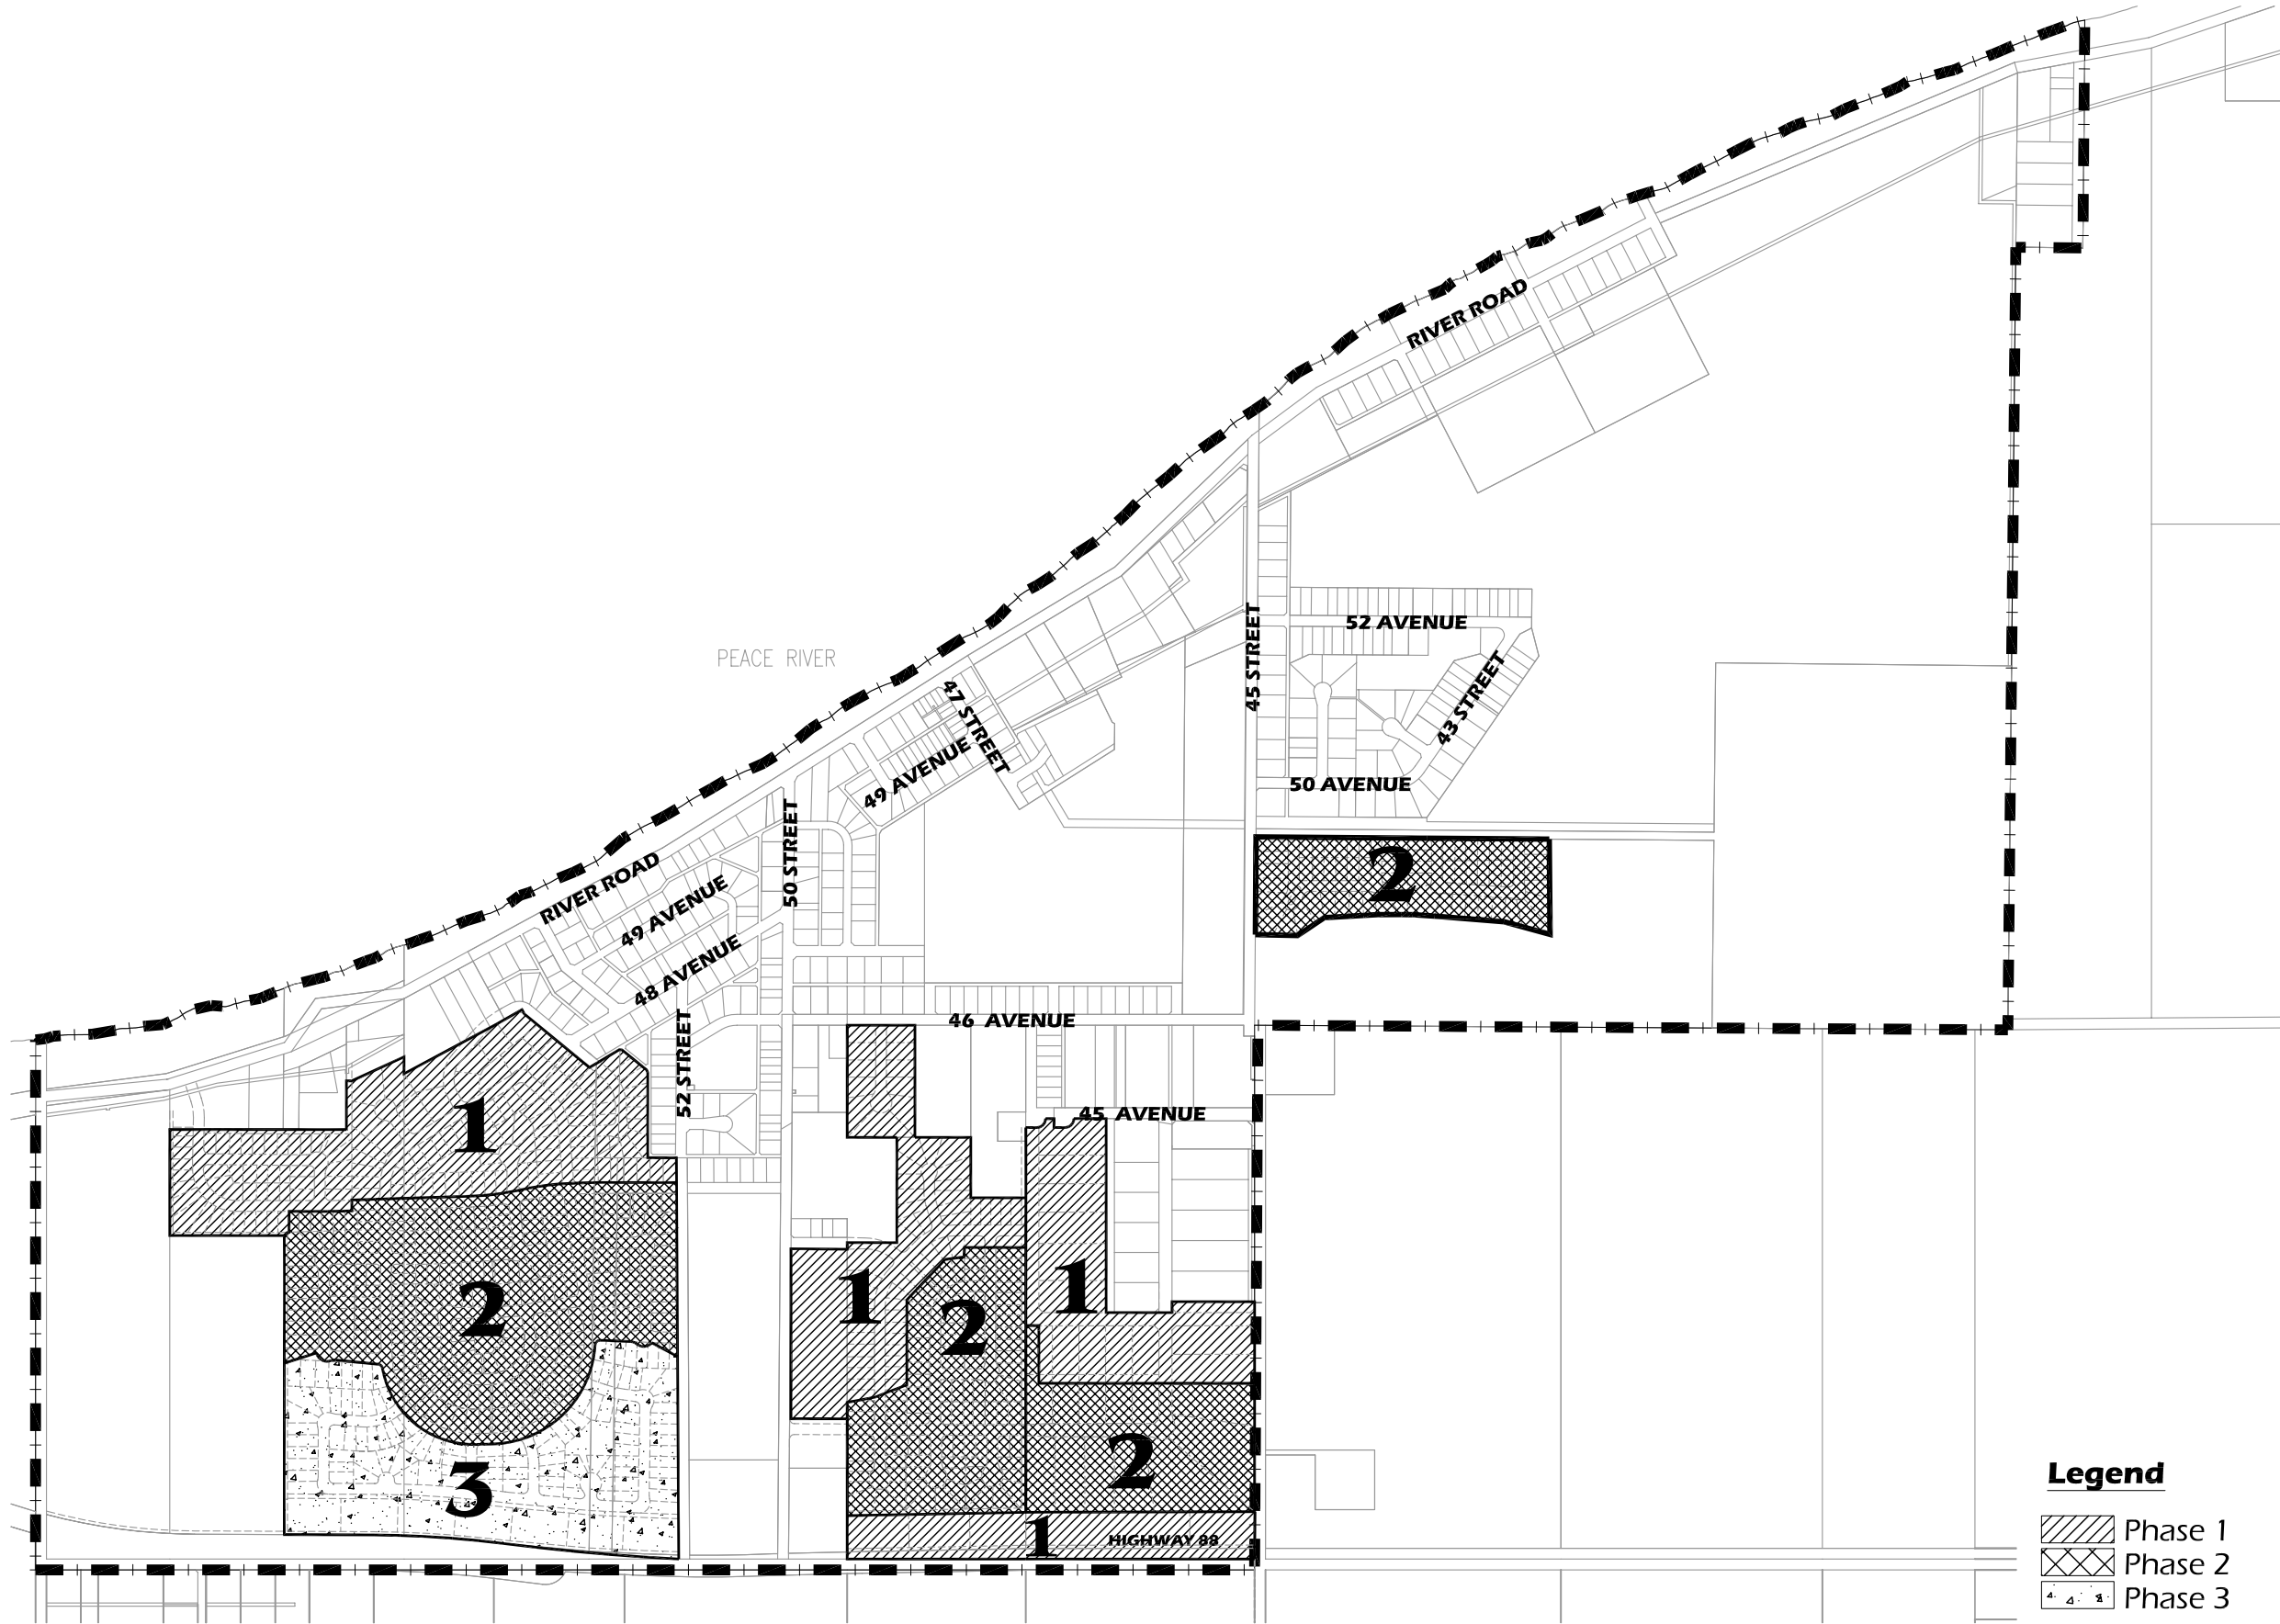 RIVER ROAD
52 AVENUE
45 STREET
PEACE RIVER
43 STREET
47 STREET
49 AVENUE
50 AVENUE
50 STREET
RIVER ROAD
49 AVENUE
2
48 AVENUE
46 AVENUE
52 STREET
45 AVENUE
1
1
1
2
2
2
3
1
HIGHWAY 88
Legend
Phase 1
Phase 2
Phase 3